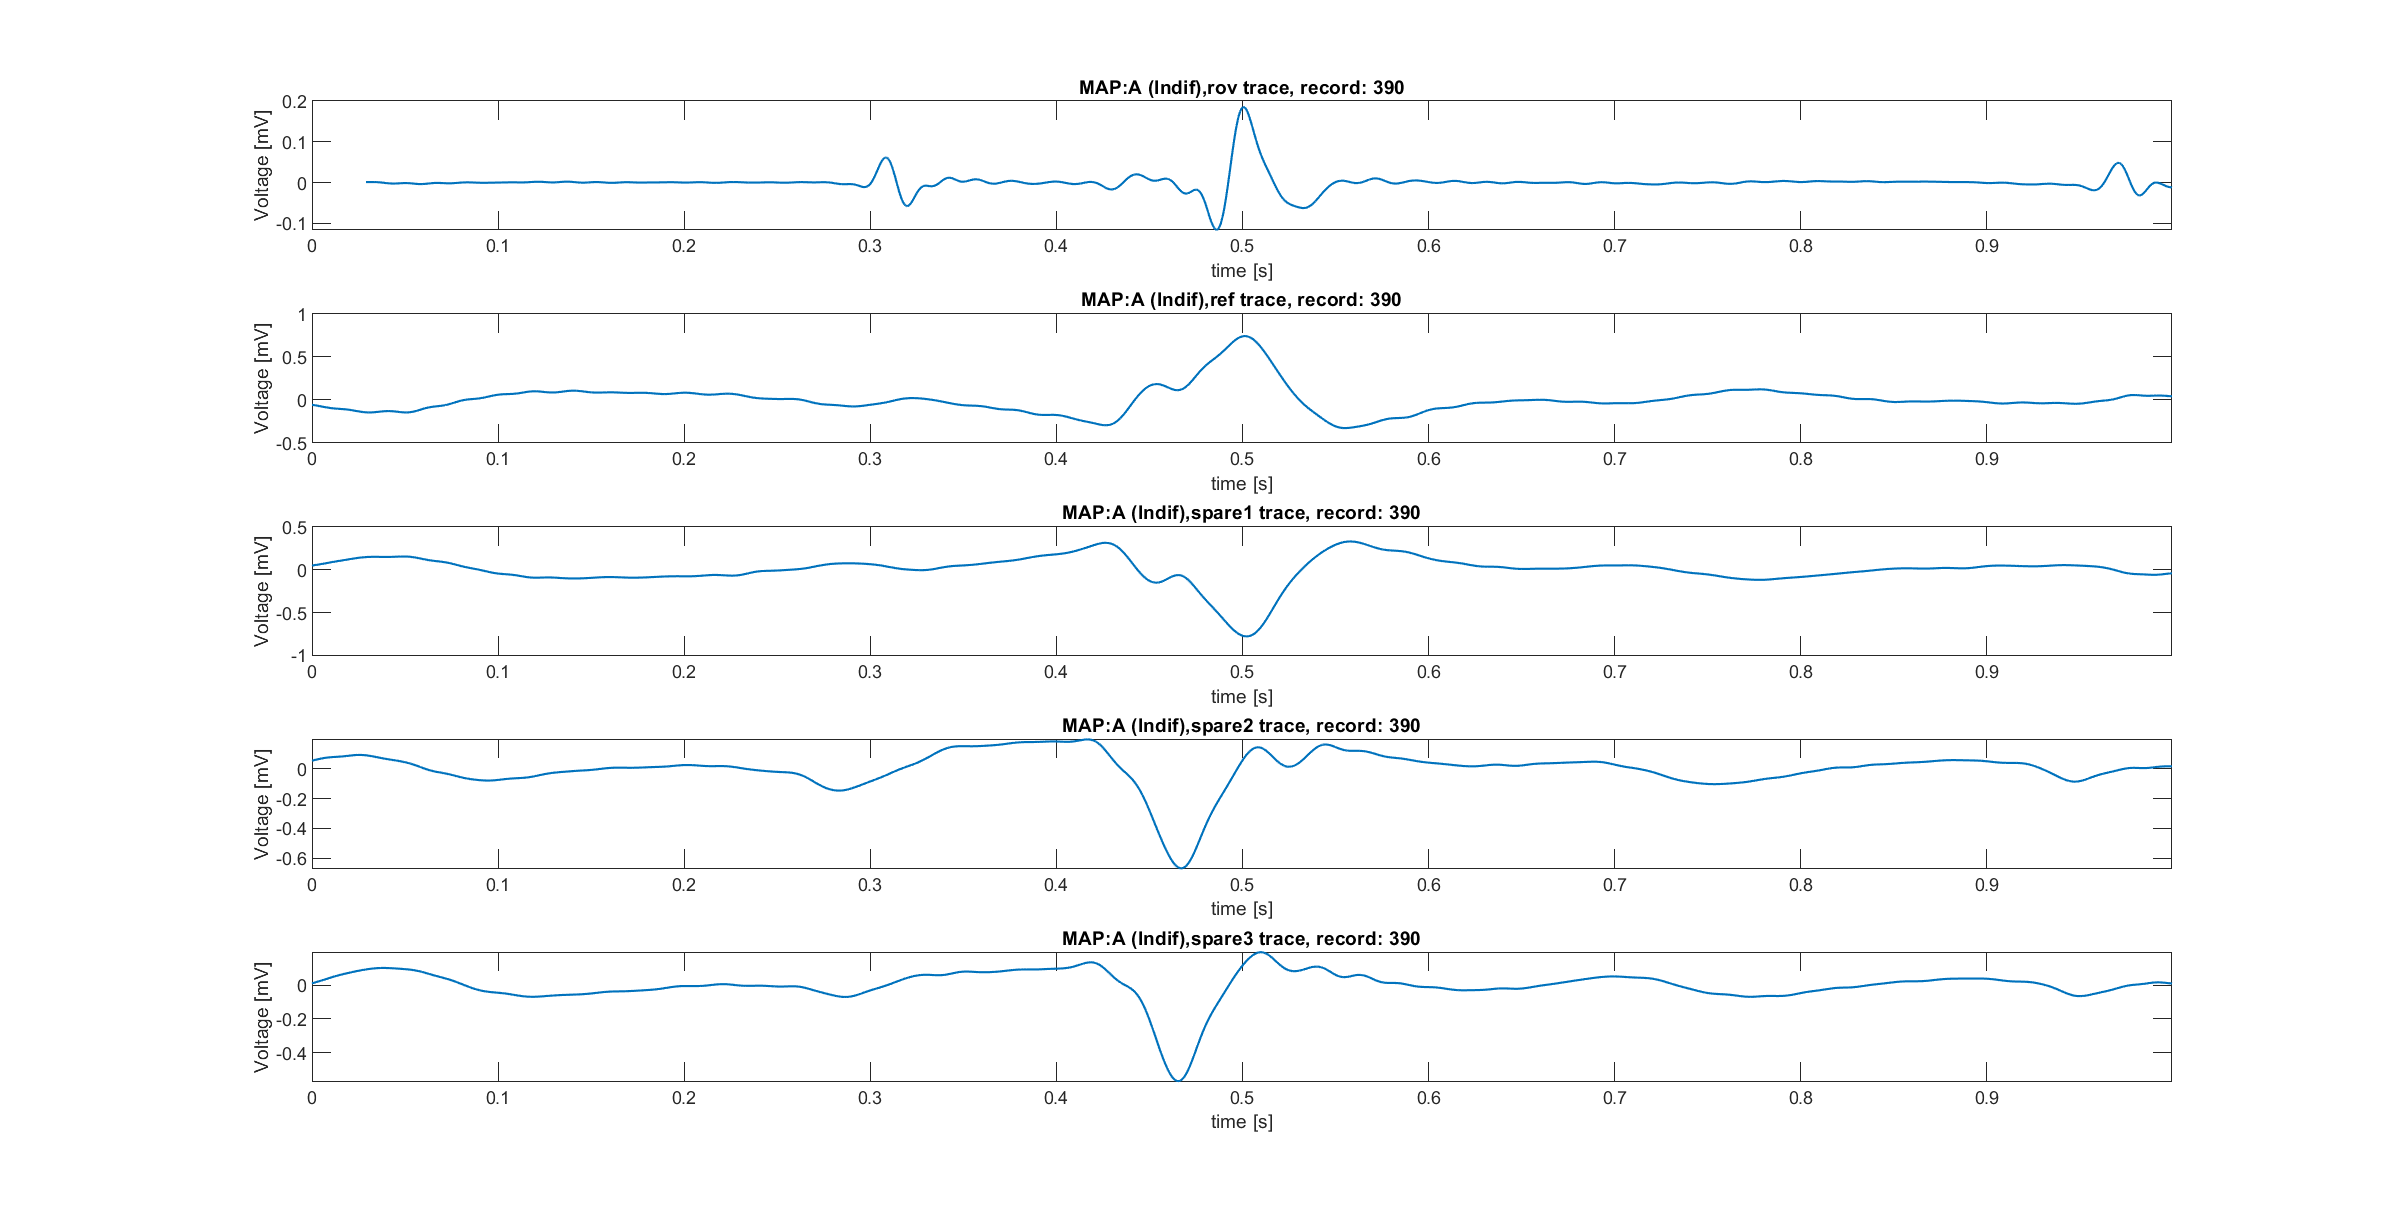 MAP:A (Indif),rov trace, record: 390
Voltage [mV]
0.2
0.1
0
-0.1
0 0.1 0.2 0.3 0.4 0.5 0.6 0.7 0.8 0.9
time [s]
MAP:A (Indif),ref trace, record: 390
Voltage [mV]
1
0.5
0
-0.5
0 0.1 0.2 0.3 0.4 0.5 0.6 0.7 0.8 0.9
time [s]
MAP:A (Indif),spare1 trace, record: 390
Voltage [mV]
0.5
0
-0.5
-1
0 0.1 0.2 0.3 0.4 0.5 0.6 0.7 0.8 0.9
time [s]
MAP:A (Indif),spare2 trace, record: 390
Voltage [mV]
0
-0.2
-0.4
-0.6
0 0.1 0.2 0.3 0.4 0.5 0.6 0.7 0.8 0.9
time [s]
MAP:A (Indif),spare3 trace, record: 390
Voltage [mV]
0
-0.2
-0.4
0 0.1 0.2 0.3 0.4 0.5 0.6 0.7 0.8 0.9
time [s]